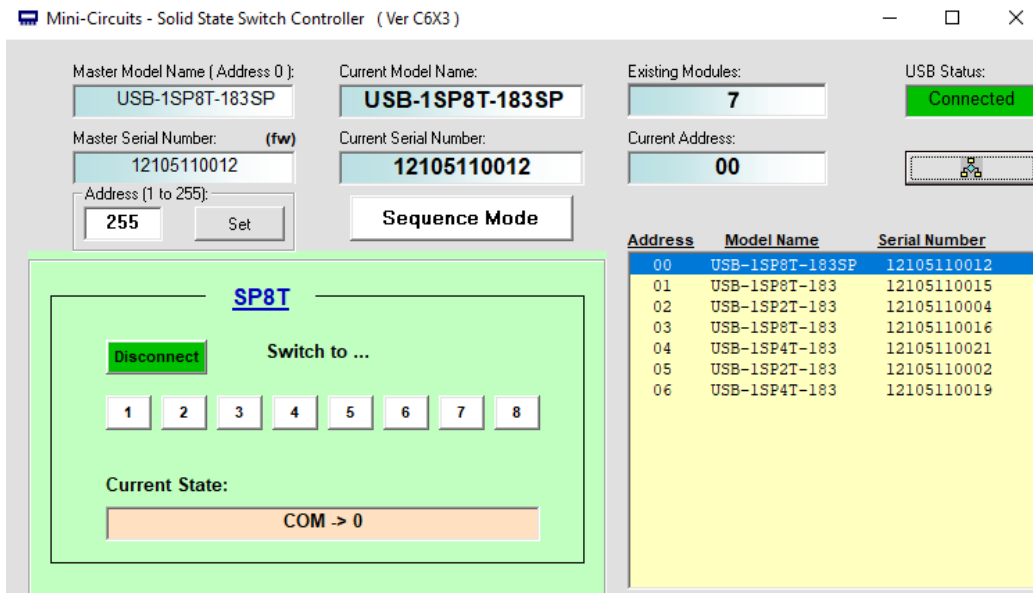 Mini-Circuits - Solid State Switch Controller ( Ver C6X3 )
Master Model Name ( Address 0 ): Current Model Name: Existing Modules: USB Status:
USB-1SP8T-183SP USB-1SP8T-183SP 7 Connected
Master Serial Number: (fw) Current Serial Number: Current Address:
12105110012 12105110012 00
Address (1 to 255):
255 Set Sequence Mode
Address Model Name Serial Number
00 USB-1SP8T-183SP 12105110012
01 USB-1SP8T-183 12105110015
02 USB-1SP2T-183 12105110004
03 USB-1SP8T-183 12105110016
04 USB-1SP4T-183 12105110021
05 USB-1SP2T-183 12105110002
06 USB-1SP4T-183 12105110019
SP8T
Disconnect Switch to ...
1 2 3 4 5 6 7 8
Current State:
COM -> 0